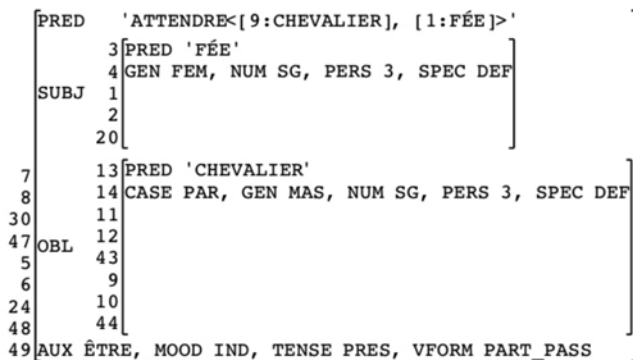 PRED 'ATTENDRE<[9:CHEVALIER], [1:FÉE]>'
3 PRED 'FÉE'
4 GEN FEM, NUM SG, PERS 3, SPEC DEF
SUBJ 1
2
20
13 PRED 'CHEVALIER'
7
14 CASE PAR, GEN MAS, NUM SG, PERS 3, SPEC DEF
8
11
30
12
47 OBL
43
5
9
6
10
24
44
48
49 AUX ÊTRE, MOOD IND, TENSE PRES, VFORM PART_PASS